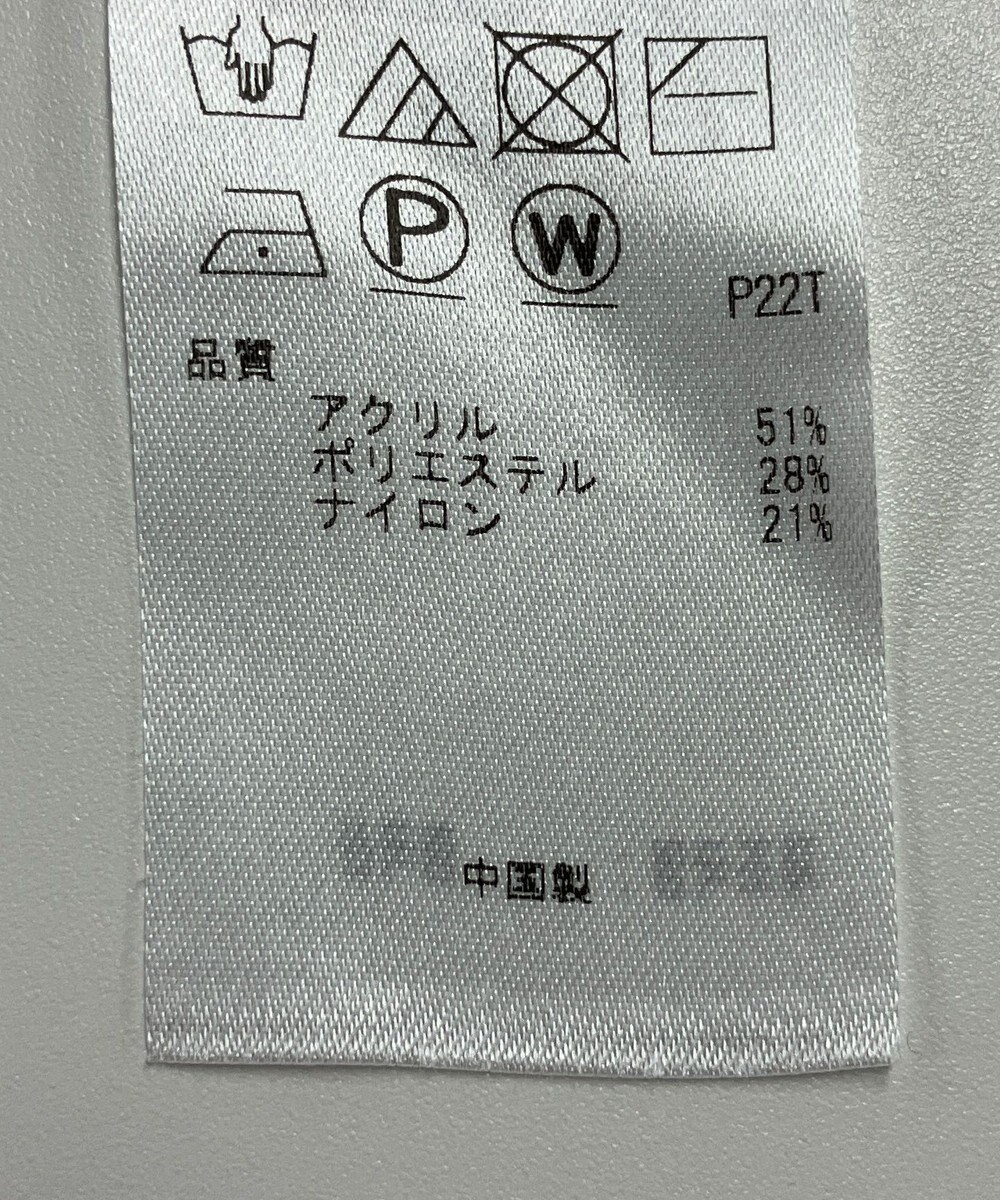 P W
P22T
品質
アクリル 51%
ポリエステル 28%
ナイロン 21%
中国製